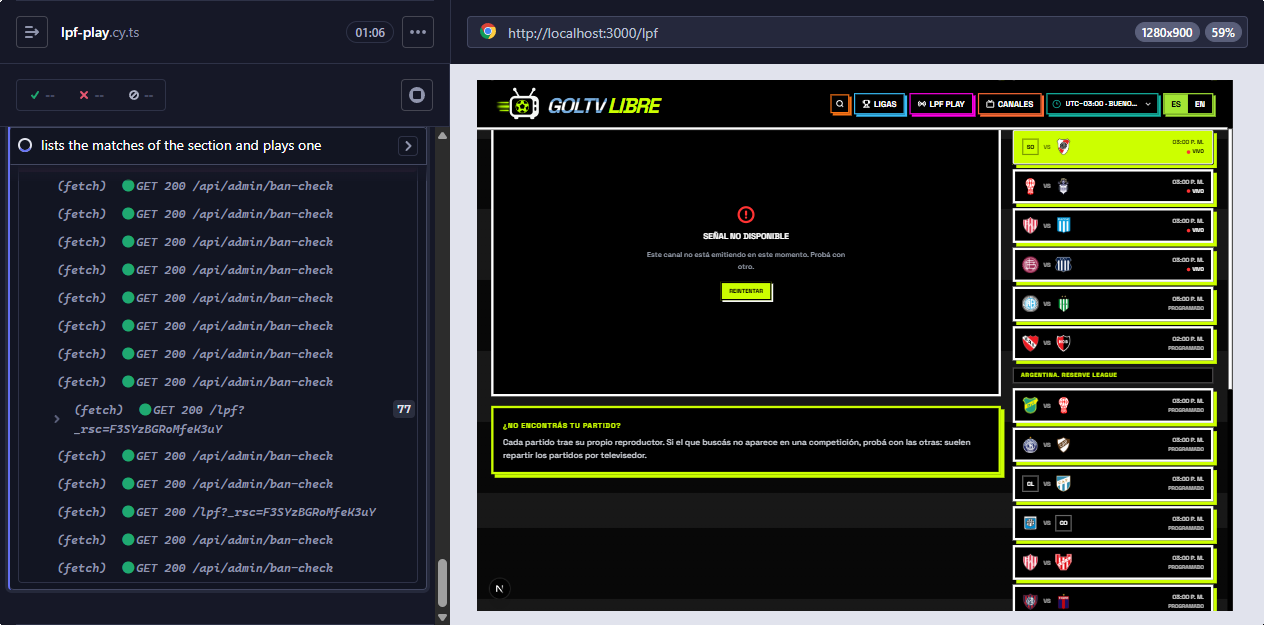 lpf-play.cy.ts
01:06
--
--
--
lists the matches of the section and plays one
(fetch) GET 200 /api/admin/ban-check
(fetch) GET 200 /api/admin/ban-check
(fetch) GET 200 /api/admin/ban-check
(fetch) GET 200 /api/admin/ban-check
(fetch) GET 200 /api/admin/ban-check
(fetch) GET 200 /api/admin/ban-check
(fetch) GET 200 /api/admin/ban-check
(fetch) GET 200 /api/admin/ban-check
(fetch) GET 200 /lpf?
_rsc=F3SYzBGRoMfeK3uY
77
(fetch) GET 200 /api/admin/ban-check
(fetch) GET 200 /api/admin/ban-check
(fetch) GET 200 /lpf?_rsc=F3SYzBGRoMfeK3uY
(fetch) GET 200 /api/admin/ban-check
(fetch) GET 200 /api/admin/ban-check
http://localhost:3000/lpf
1280x900
59%
GOLTV LIBRE
LIGAS
LPF PLAY
CANALES
UTC-03:00 · BUENO...
ES
EN
SEÑAL NO DISPONIBLE
Este canal no está emitiendo en este momento. Probá con
otro.
REINTENTAR
¿NO ENCONTRÁS TU PARTIDO?
Cada partido trae su propio reproductor. Si el que buscás no aparece en una competición, probá con las otras: suelen
repartir los partidos por televisor.
N
VS
03:00 P. M.
VIVO
VS
03:00 P. M.
VIVO
VS
03:00 P. M.
VIVO
VS
03:00 P. M.
VIVO
VS
05:00 P. M.
PROGRAMADO
VS
02:00 P. M.
PROGRAMADO
ARGENTINA. RESERVE LEAGUE
VS
03:00 P. M.
PROGRAMADO
VS
03:00 P. M.
PROGRAMADO
CL
VS
03:00 P. M.
PROGRAMADO
VS
03:00 P. M.
PROGRAMADO
VS
03:00 P. M.
PROGRAMADO
VS
03:00 P. M.
PROGRAMADO